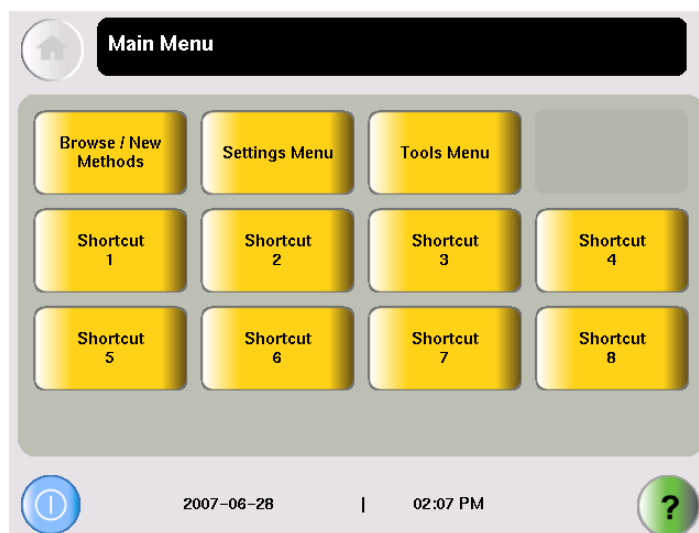 Main Menu
Browse / New
Methods
Settings Menu
Tools Menu
Shortcut
1
Shortcut
2
Shortcut
3
Shortcut
4
Shortcut
5
Shortcut
6
Shortcut
7
Shortcut
8
2007-06-28 | 02:07 PM
?